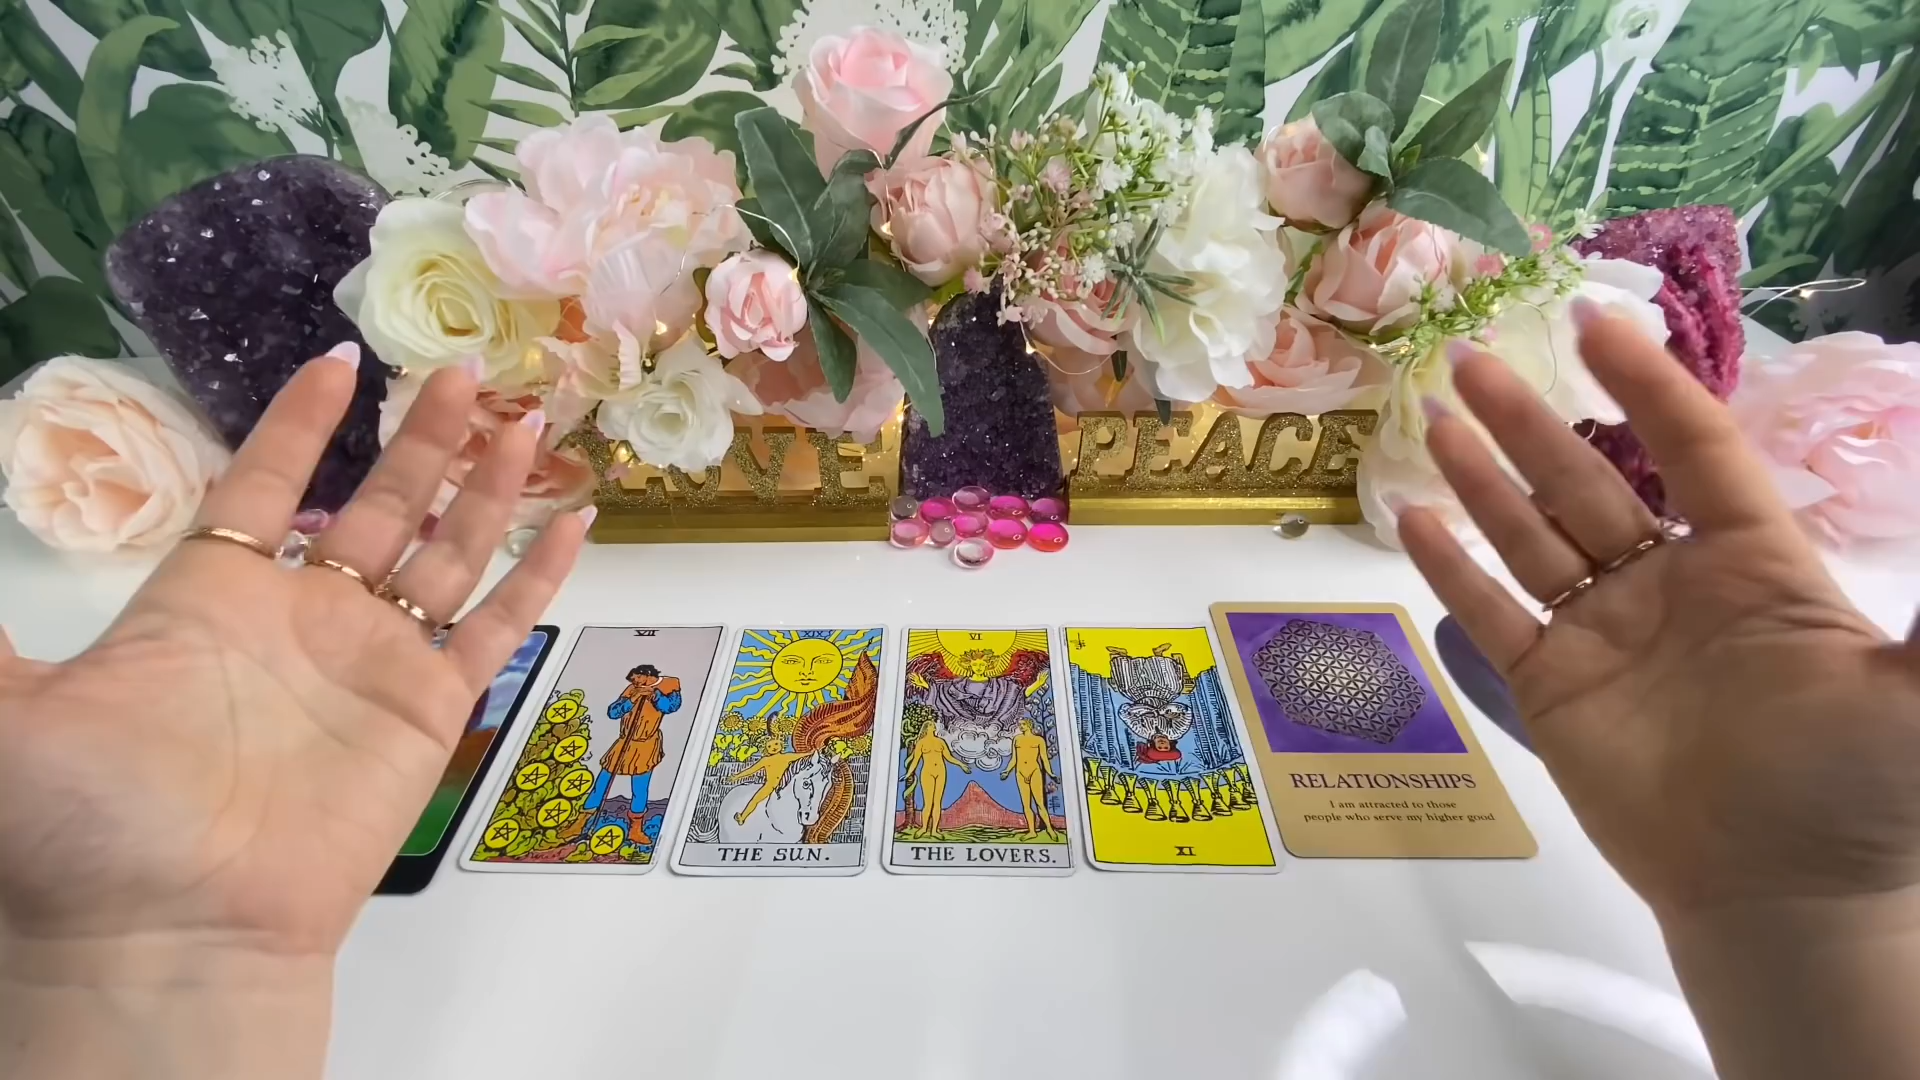 LOVE
PEACE
VII
XIX
VI
IX
THE SUN.
THE LOVERS.
RELATIONSHIPS
I am attracted to those
people who serve my higher good